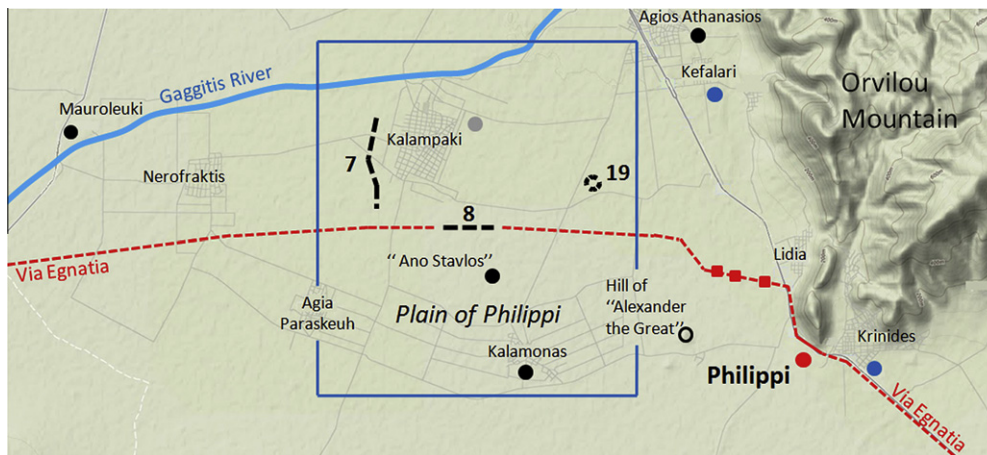 Agios Athanasios
Kefalari
Orvilou
Mountain
Gaggitis River
Mauroleuki
Kalampaki
7
19
Nerofraktis
8
Via Egnatia
‘‘Ano Stavlos’’
Lidia
Hill of
‘‘Alexander
the Great’’
Agia
Paraskeuh
Plain of Philippi
Krinides
Kalamonas
Philippi
Via Egnatia